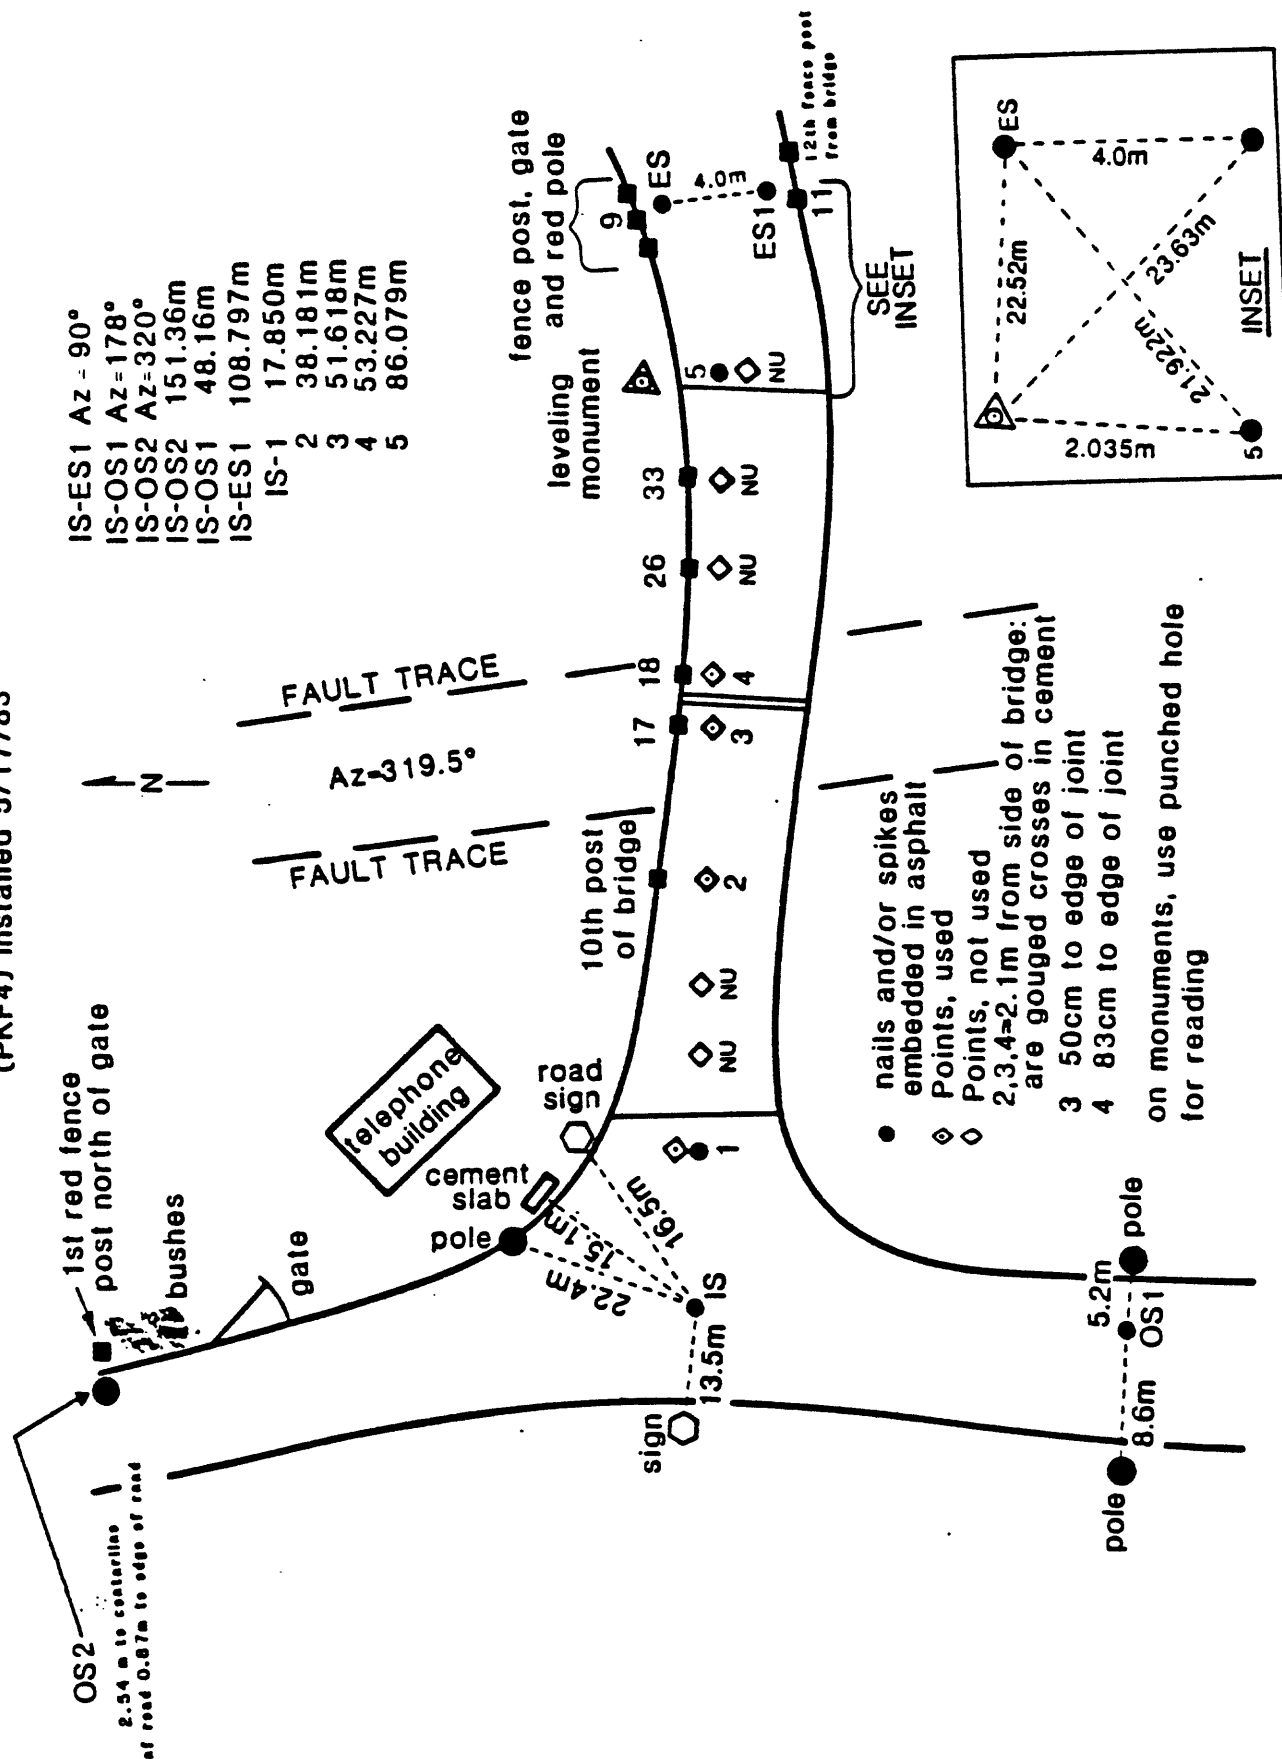 (PKF4) installed 5/17/83
IS-ES1 Az = 90°
IS-OS1 Az=178°
IS-OS2 Az=320°
IS-OS2 151.36m
IS-OS1 48.16m
IS-ES1 108.797m
IS-1 17.850m
2 38.181m
3 51.618m
4 53.227m
5 86.079m
OS2
2.54 m to centerline
of road 0.87m to edge of road
1st red fence
post north of gate
bushes
gate
telephone
building
cement
slab
road
sign
pole
22.4m
15.1m
16.5m
IS
13.5m
sign
1
NU
NU
10th post
of bridge
2
N
FAULT TRACE
Az=319.5°
FAULT TRACE
17
3
18
4
26
NU
33
NU
leveling
monument
5
NU
fence post, gate
and red pole
9
ES
4.0m
ES1
11
12th fence post
from bridge
SEE
INSET
pole
8.6m
OS1
5.2m
pole
nails and/or spikes
embedded in asphalt
Points, used
Points, not used
2,3,4=2.1m from side of bridge:
are gouged crosses in cement
3 50cm to edge of joint
4 83cm to edge of joint
on monuments, use punched hole
for reading
ES
22.52m
4.0m
23.63m
21.922m
2.035m
5
INSET